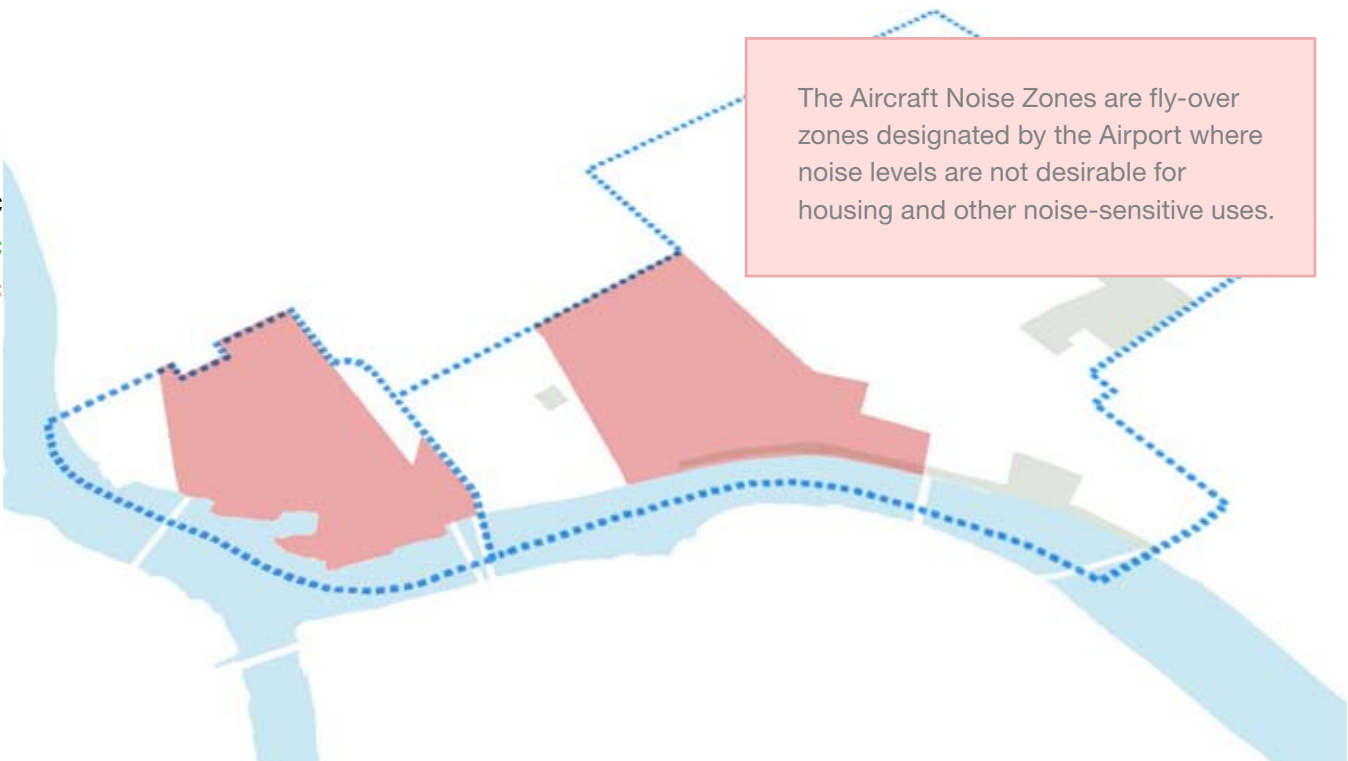 The Aircraft Noise Zones are fly-over
zones designated by the Airport where
noise levels are not desirable for
housing and other noise-sensitive uses.